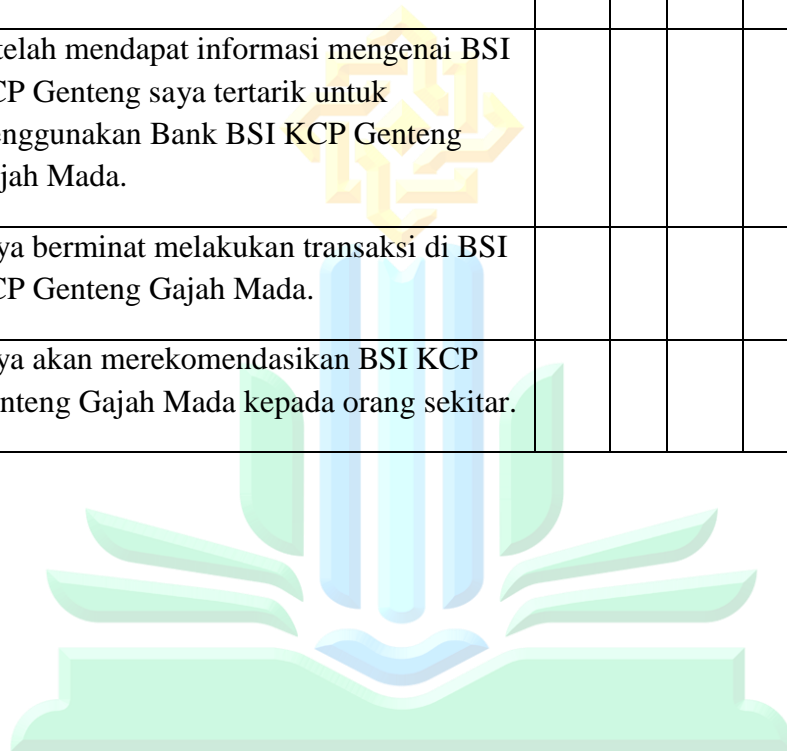 telah mendapat informasi mengenai BSI
CP Genteng saya tertarik untuk
enggunakan Bank BSI KCP Genteng
jah Mada.
ya berminat melakukan transaksi di BSI
CP Genteng Gajah Mada.
ya akan merekomendasikan BSI KCP
nteng Gajah Mada kepada orang sekitar.